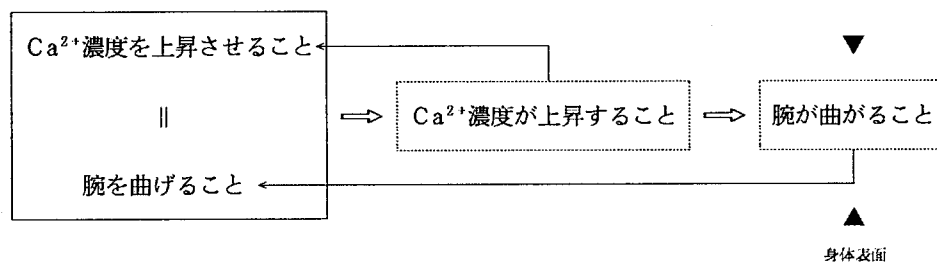 Ca²⁺濃度を上昇させること
‖
腕を曲げること
Ca²⁺濃度が上昇すること
腕が曲がること
身体表面